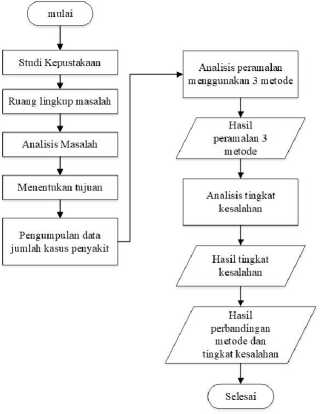 mulai
Studi Kepustakaan
Ruang lingkup masalah
Analisis Masalah
Menentukan tujuan
Pengumpulan data
jumlah kasus penyakit
Analisis peramalan
menggunakan 3 metode
Hasil
peramalan 3
metode
Analisis tingkat
kesalahan
Hasil tingkat
kesalahan
Hasil
perbandingan
metode dan
tingkat kesalahan
Selesai